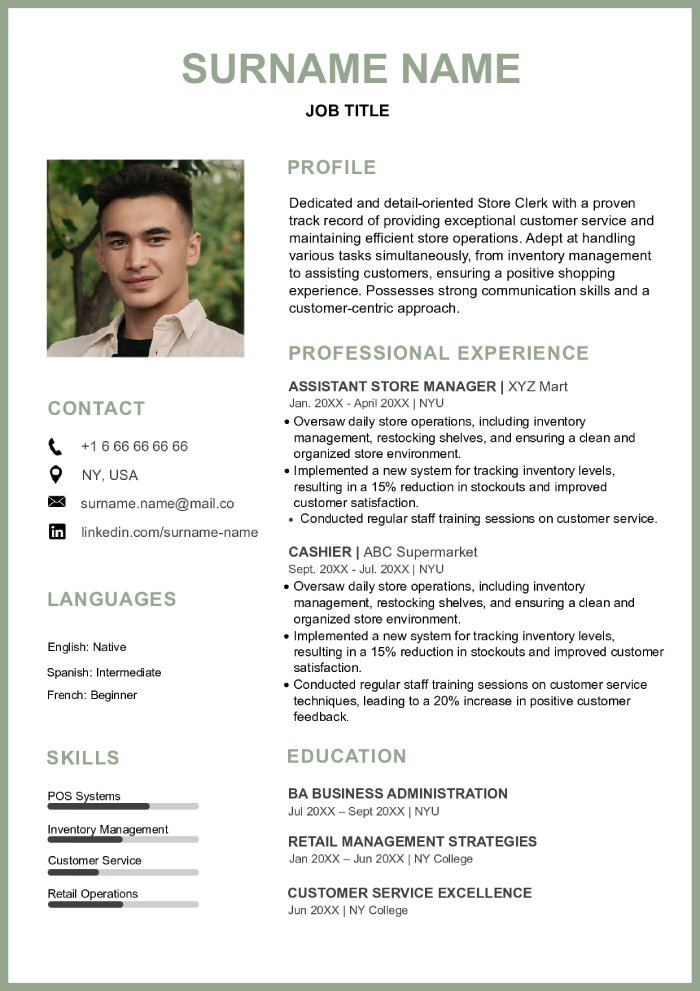 SURNAME NAME
JOB TITLE
PROFILE
Dedicated and detail-oriented Store Clerk with a proven
track record of providing exceptional customer service and
maintaining efficient store operations. Adept at handling
various tasks simultaneously, from inventory management
to assisting customers, ensuring a positive shopping
experience. Possesses strong communication skills and a
customer-centric approach.
PROFESSIONAL EXPERIENCE
ASSISTANT STORE MANAGER | XYZ Mart
Jan. 20XX - April 20XX | NYU
• Oversaw daily store operations, including inventory
management, restocking shelves, and ensuring a clean and
organized store environment.
• Implemented a new system for tracking inventory levels,
resulting in a 15% reduction in stockouts and improved
customer satisfaction.
• Conducted regular staff training sessions on customer service.
CASHIER | ABC Supermarket
Sept. 20XX - Jul. 20XX | NYU
• Oversaw daily store operations, including inventory
management, restocking shelves, and ensuring a clean and
organized store environment.
• Implemented a new system for tracking inventory levels,
resulting in a 15% reduction in stockouts and improved customer
satisfaction.
• Conducted regular staff training sessions on customer service
techniques, leading to a 20% increase in positive customer
feedback.
EDUCATION
BA BUSINESS ADMINISTRATION
Jul 20XX – Sept 20XX | NYU
RETAIL MANAGEMENT STRATEGIES
Jan 20XX – Jun 20XX | NY College
CUSTOMER SERVICE EXCELLENCE
Jun 20XX | NY College
CONTACT
+1 6 66 66 66 66
NY, USA
surname.name@mail.co
linkedin.com/surname-name
LANGUAGES
English: Native
Spanish: Intermediate
French: Beginner
SKILLS
POS Systems
Inventory Management
Customer Service
Retail Operations